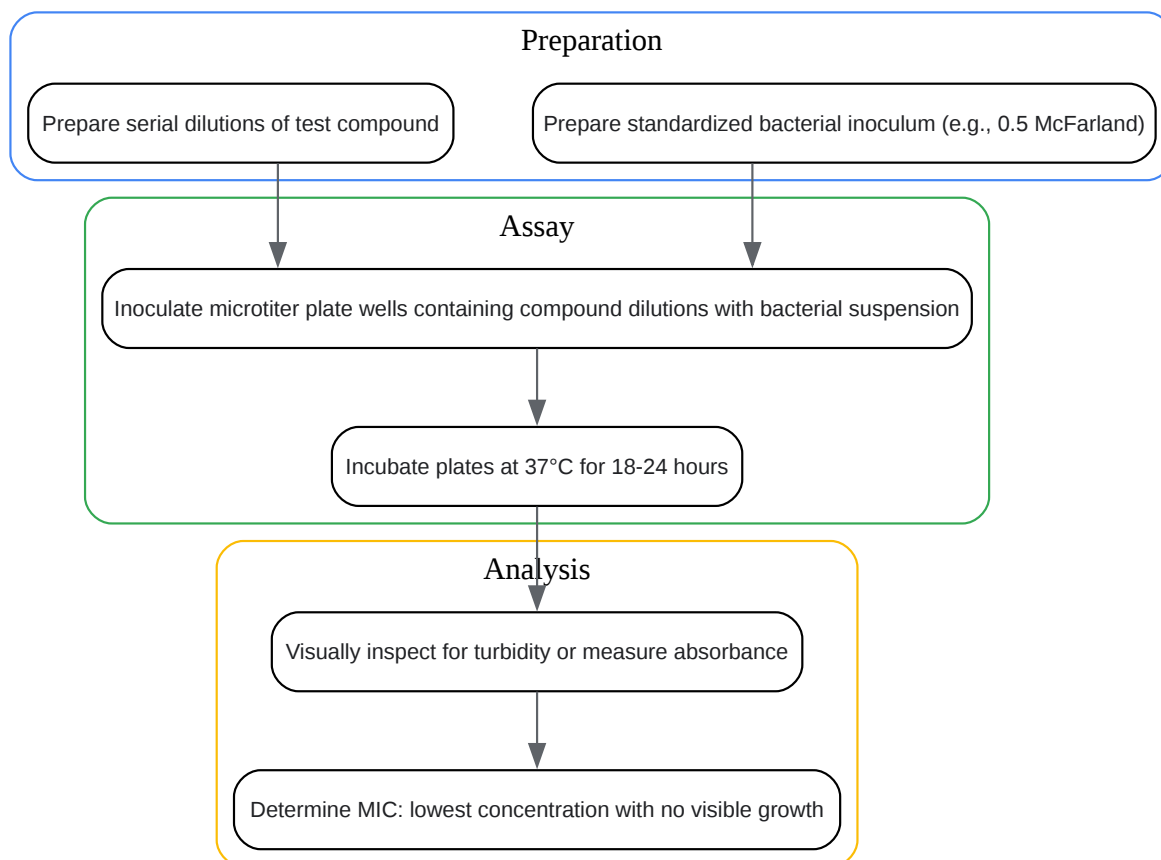 Preparation
Prepare serial dilutions of test compound
Prepare standardized bacterial inoculum (e.g., 0.5 McFarland)
Assay
Inoculate microtiter plate wells containing compound dilutions with bacterial suspension
Incubate plates at 37°C for 18-24 hours
Analysis
Visually inspect for turbidity or measure absorbance
Determine MIC: lowest concentration with no visible growth